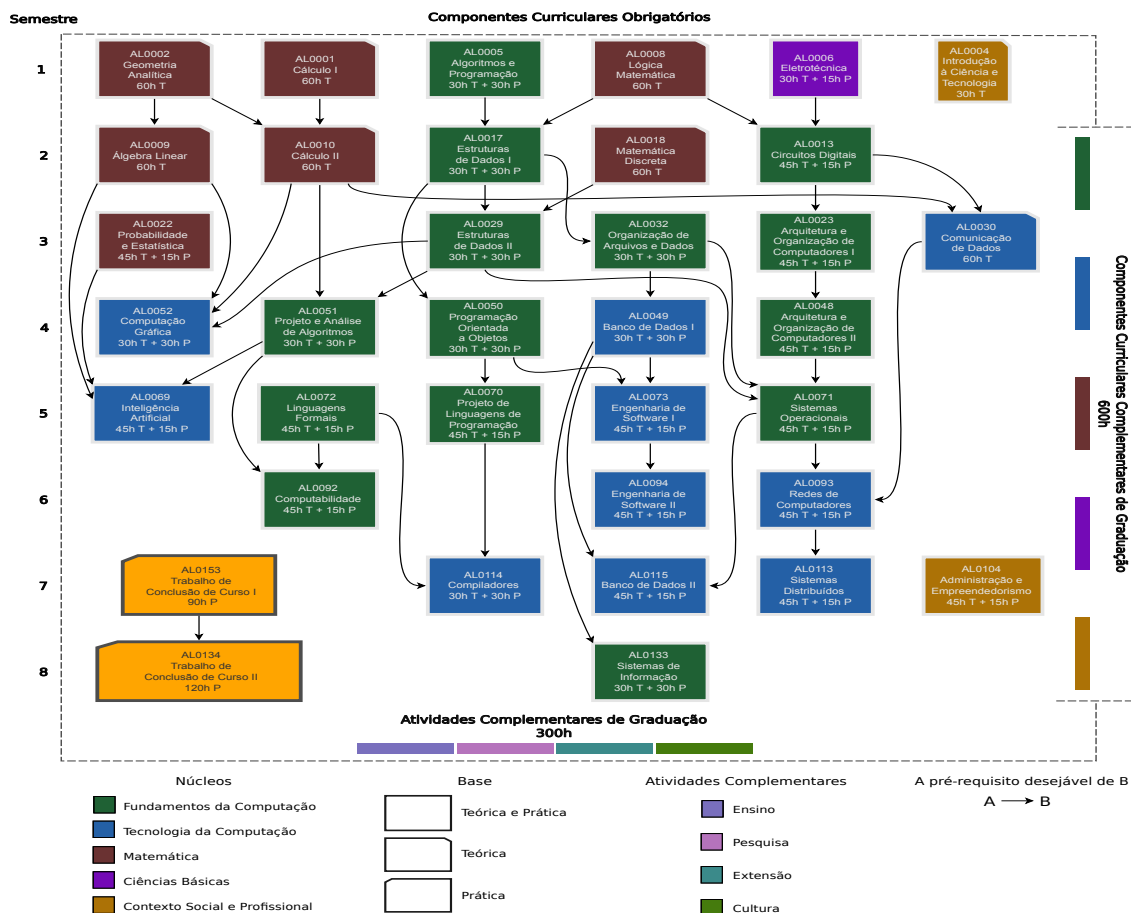 Semestre
Componentes Curriculares Obrigatórios
1
AL0002
Geometria
Analítica
60h T
AL0001
Cálculo I
60h T
AL0005
Algoritmos e
Programação
30h T + 30h P
AL0008
Lógica
Matemática
60h T
AL0006
Eletrotécnica
30h T + 15h P
AL0004
Introdução
à Ciência e
Tecnologia
30h T
2
AL0009
Álgebra Linear
60h T
AL0010
Cálculo II
60h T
AL0017
Estruturas
de Dados I
30h T + 30h P
AL0018
Matemática
Discreta
60h T
AL0013
Circuitos Digitais
45h T + 15h P
3
AL0022
Probabilidade
e Estatística
45h T + 15h P
AL0029
Estruturas
de Dados II
30h T + 30h P
AL0032
Organização de
Arquivos e Dados
30h T + 30h P
AL0023
Arquitetura e
Organização de
Computadores I
45h T + 15h P
AL0030
Comunicação
de Dados
60h T
4
AL0052
Computação
Gráfica
30h T + 30h P
AL0051
Projeto e Análise
de Algoritmos
30h T + 30h P
AL0050
Programação
Orientada
a Objetos
30h T + 30h P
AL0049
Banco de Dados I
30h T + 30h P
AL0048
Arquitetura e
Organização de
Computadores II
45h T + 15h P
5
AL0069
Inteligência
Artificial
45h T + 15h P
AL0072
Linguagens
Formais
45h T + 15h P
AL0070
Projeto de
Linguagens de
Programação
45h T + 15h P
AL0073
Engenharia de
Software I
45h T + 15h P
AL0071
Sistemas
Operacionais
45h T + 15h P
6
AL0092
Computabilidade
45h T + 15h P
AL0094
Engenharia de
Software II
45h T + 15h P
AL0093
Redes de
Computadores
45h T + 15h P
7
AL0153
Trabalho de
Conclusão de Curso I
90h P
AL0114
Compiladores
30h T + 30h P
AL0115
Banco de Dados II
45h T + 15h P
AL0113
Sistemas
Distribuídos
45h T + 15h P
AL0104
Administração e
Empreendedorismo
45h T + 15h P
8
AL0134
Trabalho de
Conclusão de Curso II
120h P
AL0133
Sistemas de
Informação
30h T + 30h P
Componentes Curriculares Complementares de Graduação
600h
Atividades Complementares de Graduação
300h
Núcleos
Fundamentos da Computação
Tecnologia da Computação
Matemática
Ciências Básicas
Contexto Social e Profissional
Base
Teórica e Prática
Teórica
Prática
Atividades Complementares
Ensino
Pesquisa
Extensão
Cultura
A pré-requisito desejável de B
A B